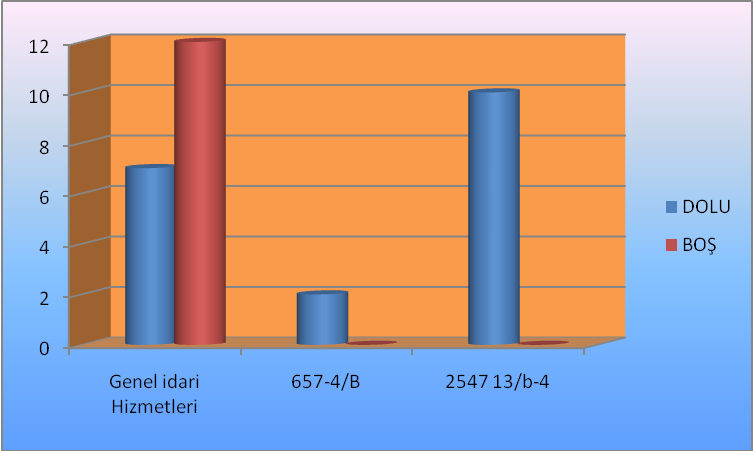 12
10
8
6
4
2
0
Genel idari
Hizmetleri
657-4/B
2547 13/b-4
DOLU
BOŞ